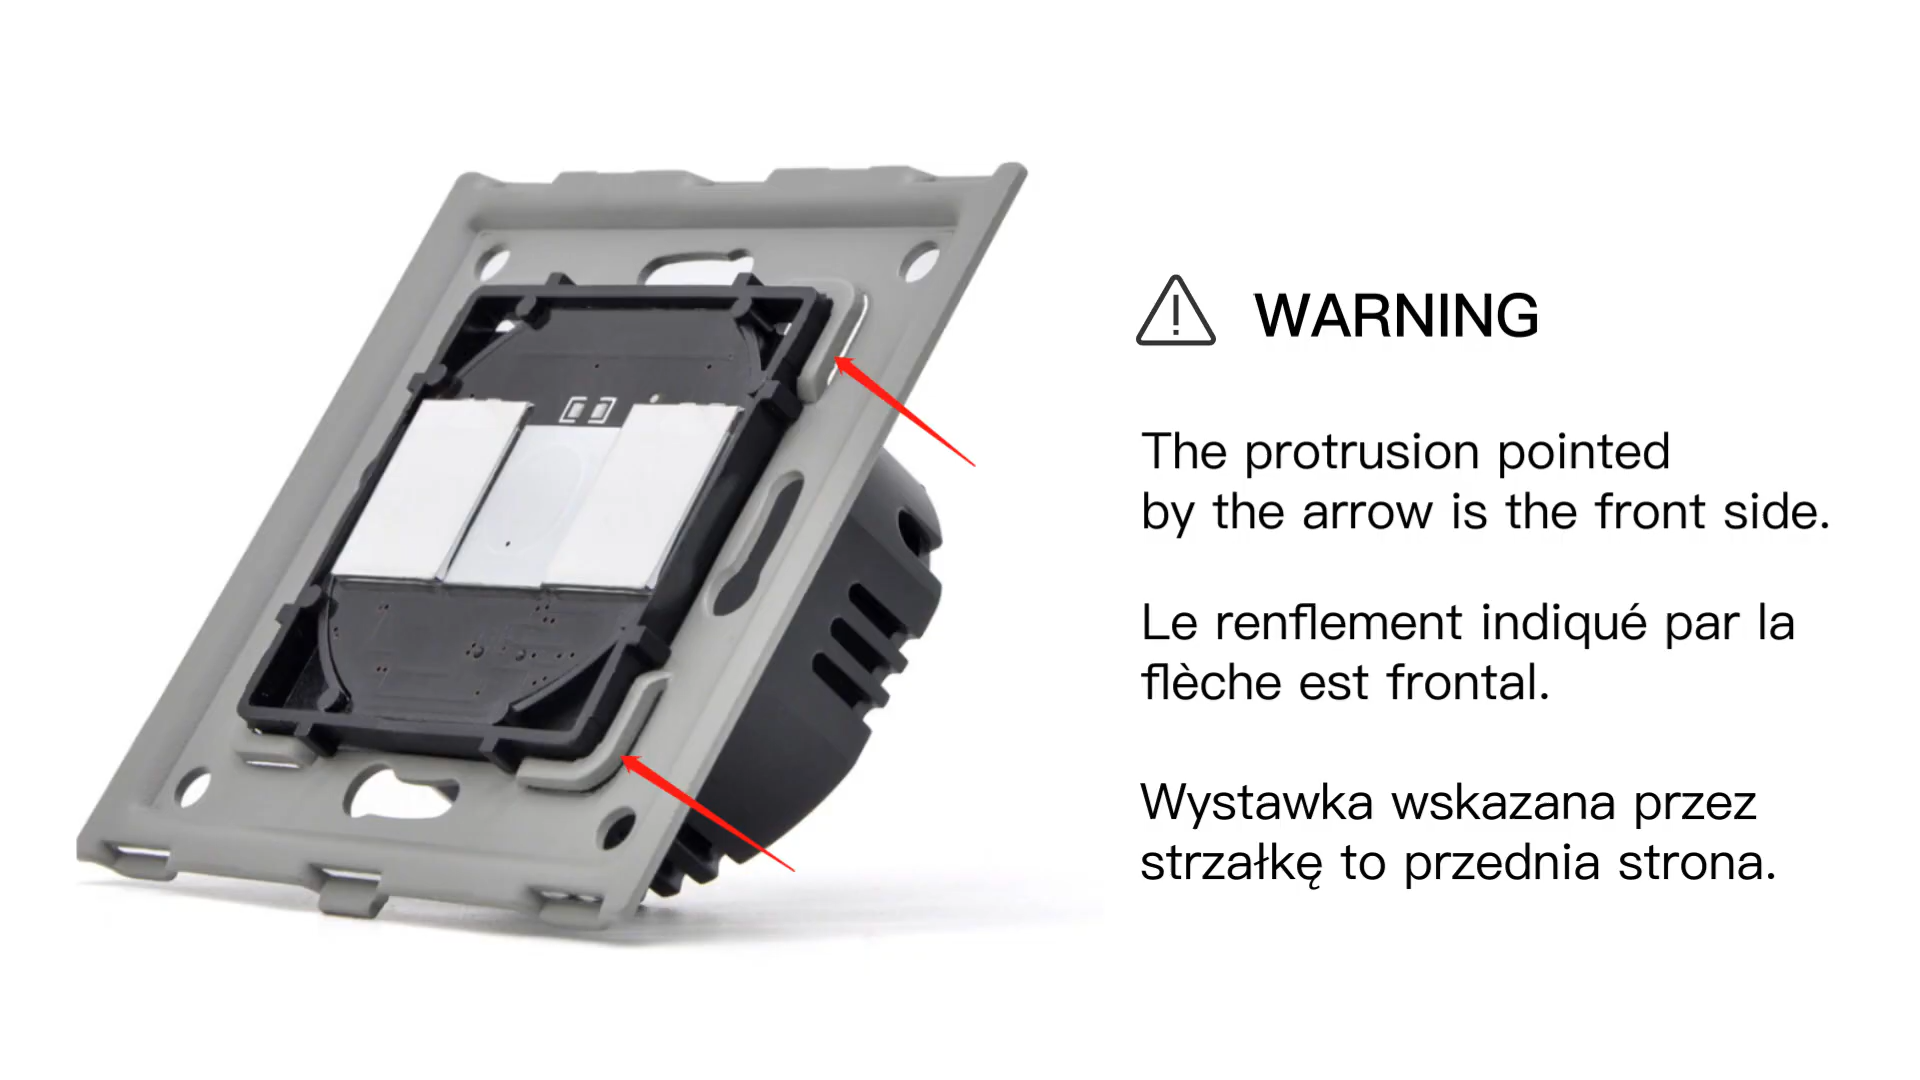 WARNING
The protrusion pointed
by the arrow is the front side.
Le renflement indiqué par la
flèche est frontal.
Wystawka wskazana przez
strzałkę to przednia strona.